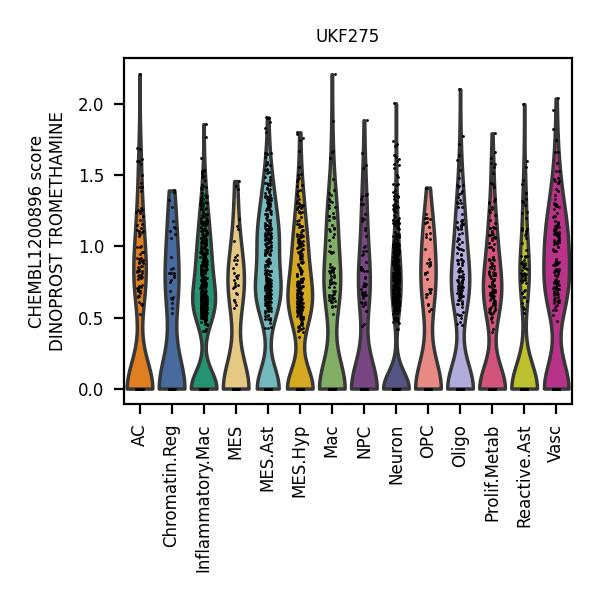 UKF275
CHEMBL1200896 score
DINOPROST TROMETHAMINE
2.0
1.5
1.0
0.5
0.0
AC
Chromatin.Reg
Inflammatory.Mac
MES
MES.Ast
MES.Hyp
Mac
NPC
Neuron
OPC
Oligo
Prolif.Metab
Reactive.Ast
Vasc